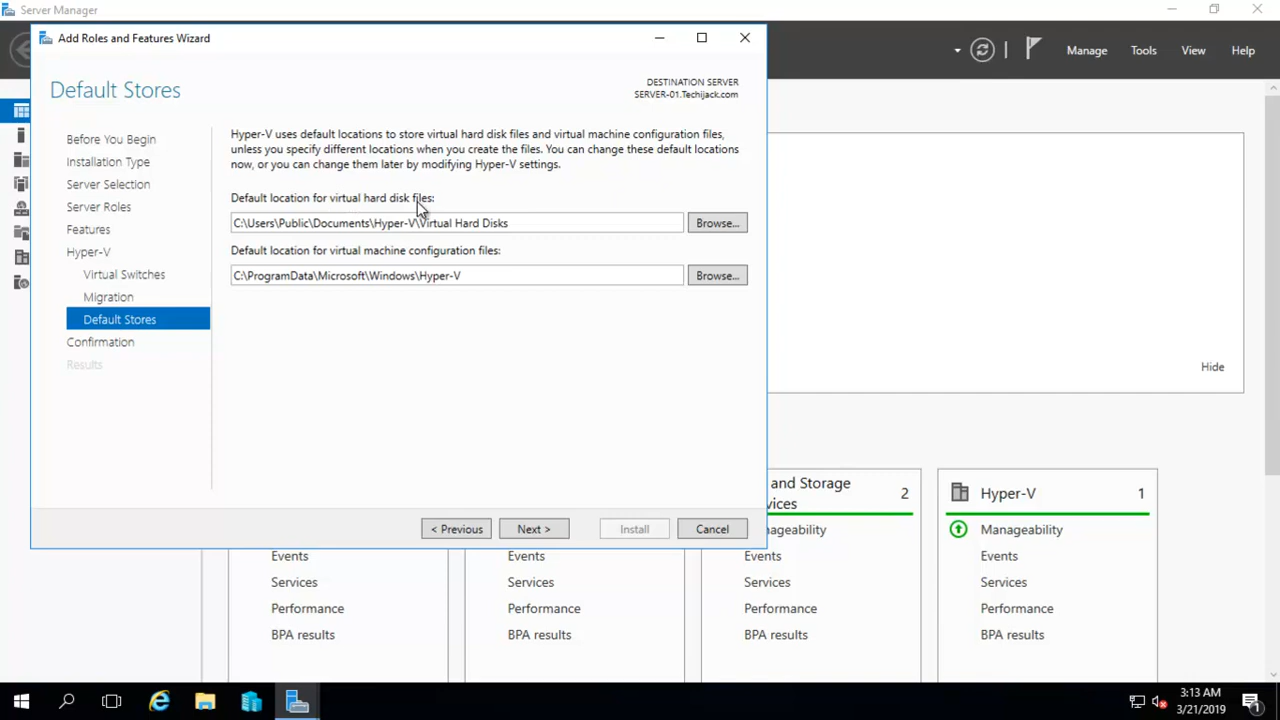 Server Manager
Add Roles and Features Wizard
Manage
Tools
View
Help
Default Stores
DESTINATION SERVER
SERVER-01.Techijack.com
Before You Begin
Installation Type
Server Selection
Server Roles
Features
Hyper-V
Virtual Switches
Migration
Default Stores
Confirmation
Results
Hyper-V uses default locations to store virtual hard disk files and virtual machine configuration files,
unless you specify different locations when you create the files. You can change these default locations
now, or you can change them later by modifying Hyper-V settings.
Default location for virtual hard disk files:
C:\Users\Public\Documents\Hyper-V\Virtual Hard Disks
Browse...
Default location for virtual machine configuration files:
C:\ProgramData\Microsoft\Windows\Hyper-V
Browse...
< Previous
Next >
Install
Cancel
Hide
Events
Services
Performance
BPA results
Events
Services
Performance
BPA results
and Storage 2
vices
anageability
Events
Services
Performance
BPA results
Hyper-V 1
Manageability
Events
Services
Performance
BPA results
3:13 AM
3/21/2019
1